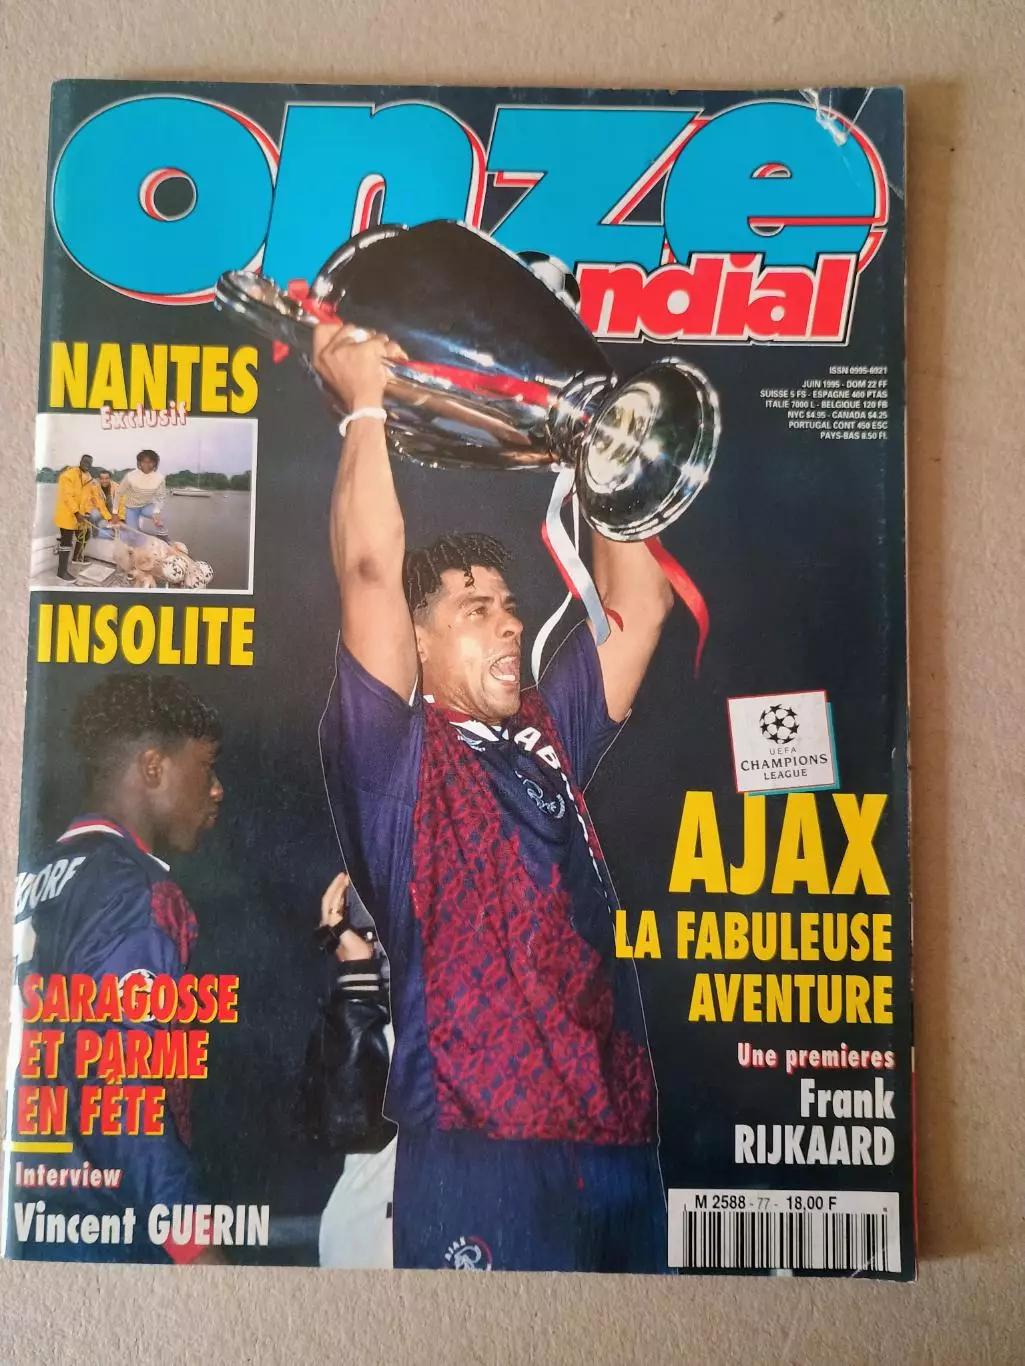 onze
ndial
NANTES
Exclusif
INSOLITE
ISSN 0995-6921
JUIN 1995 - DOM 22 FF
SUISSE 5 FS - ESPAGNE 400 PTAS
ITALIE 7000 L - BELGIQUE 120 FB
NYC $4.95 - CANADA $4.25
PORTUGAL CONT 450 ESC
PAYS-BAS 8.50 Fl.
UEFA
CHAMPIONS
LEAGUE
AJAX
LA FABULEUSE
AVENTURE
Une premieres
Frank
RIJKAARD
DORF
SARAGOSSE
ET PARME
EN FÊTE
Interview
Vincent GUERIN
AJAX
M 2588 - 77 - 18,00 F